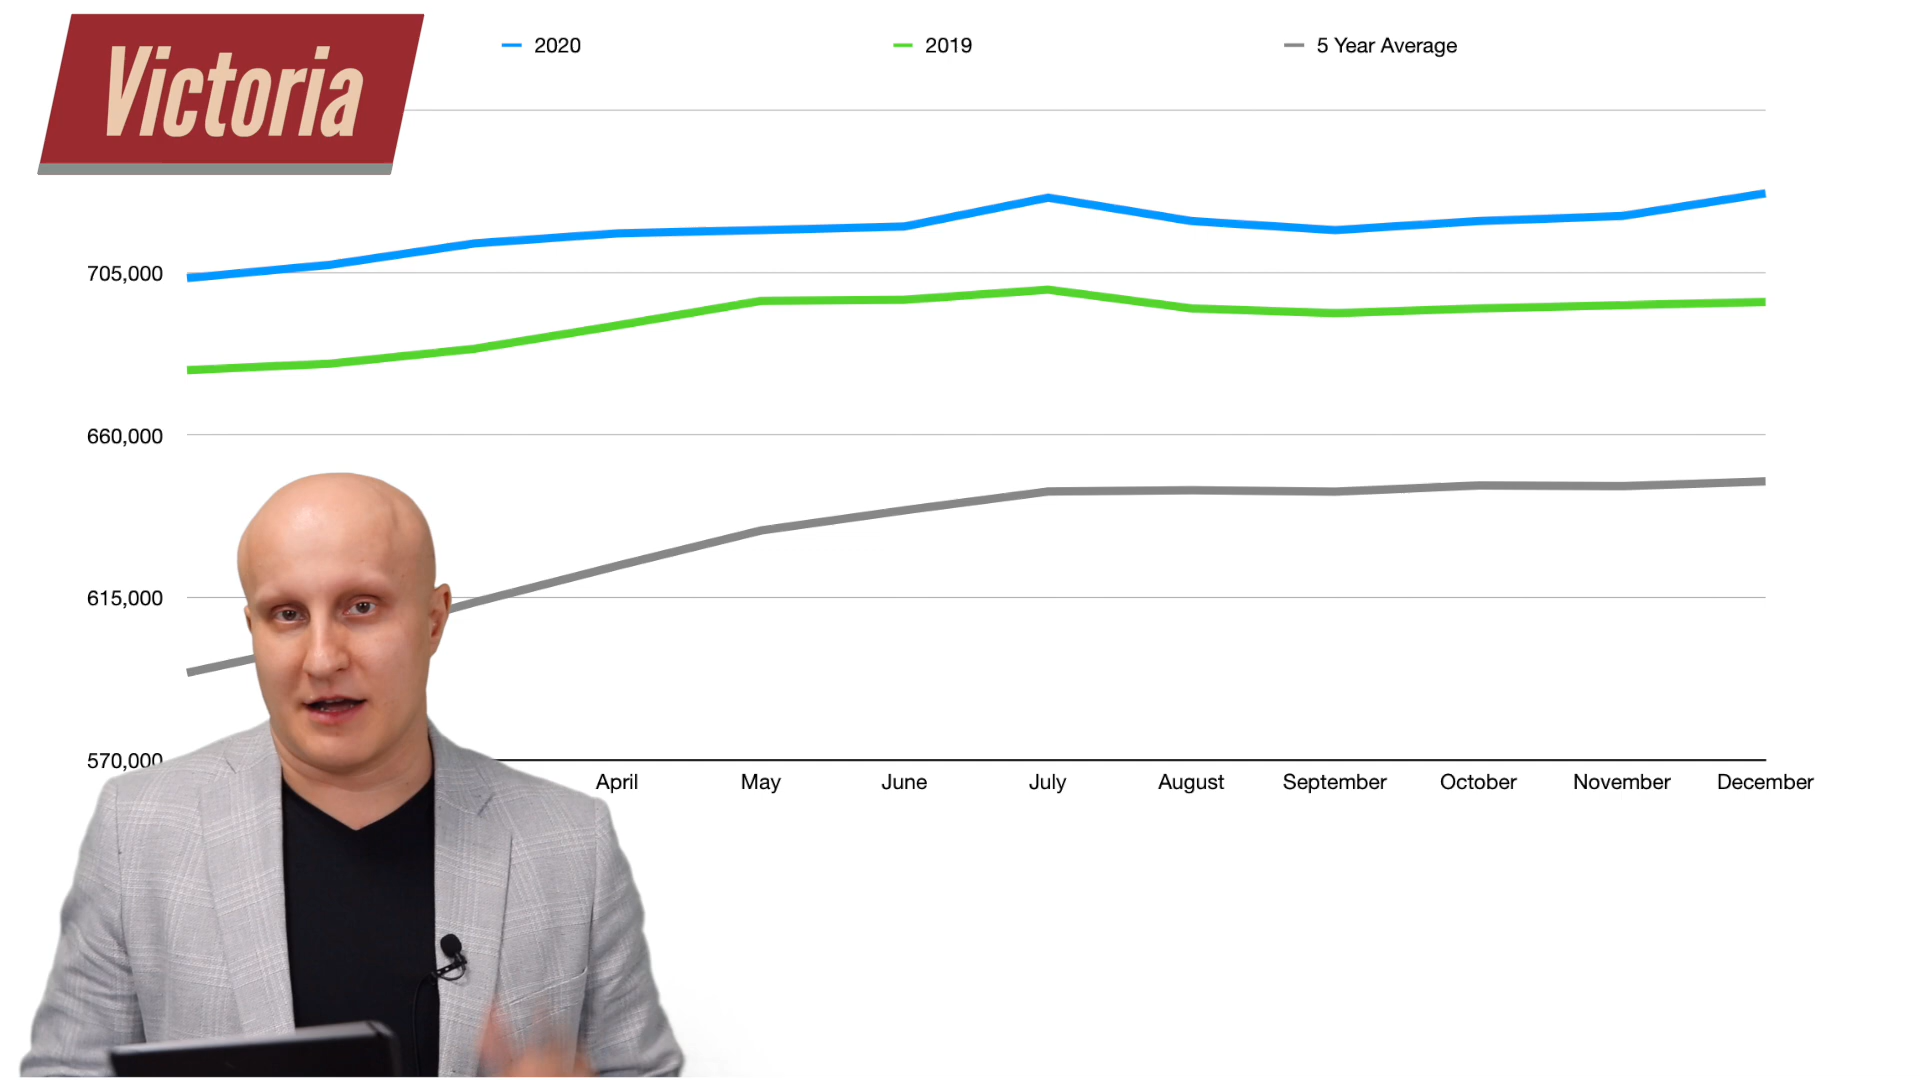 Victoria
2020
2019
5 Year Average
705,000
660,000
615,000
570,000
April
May
June
July
August
September
October
November
December